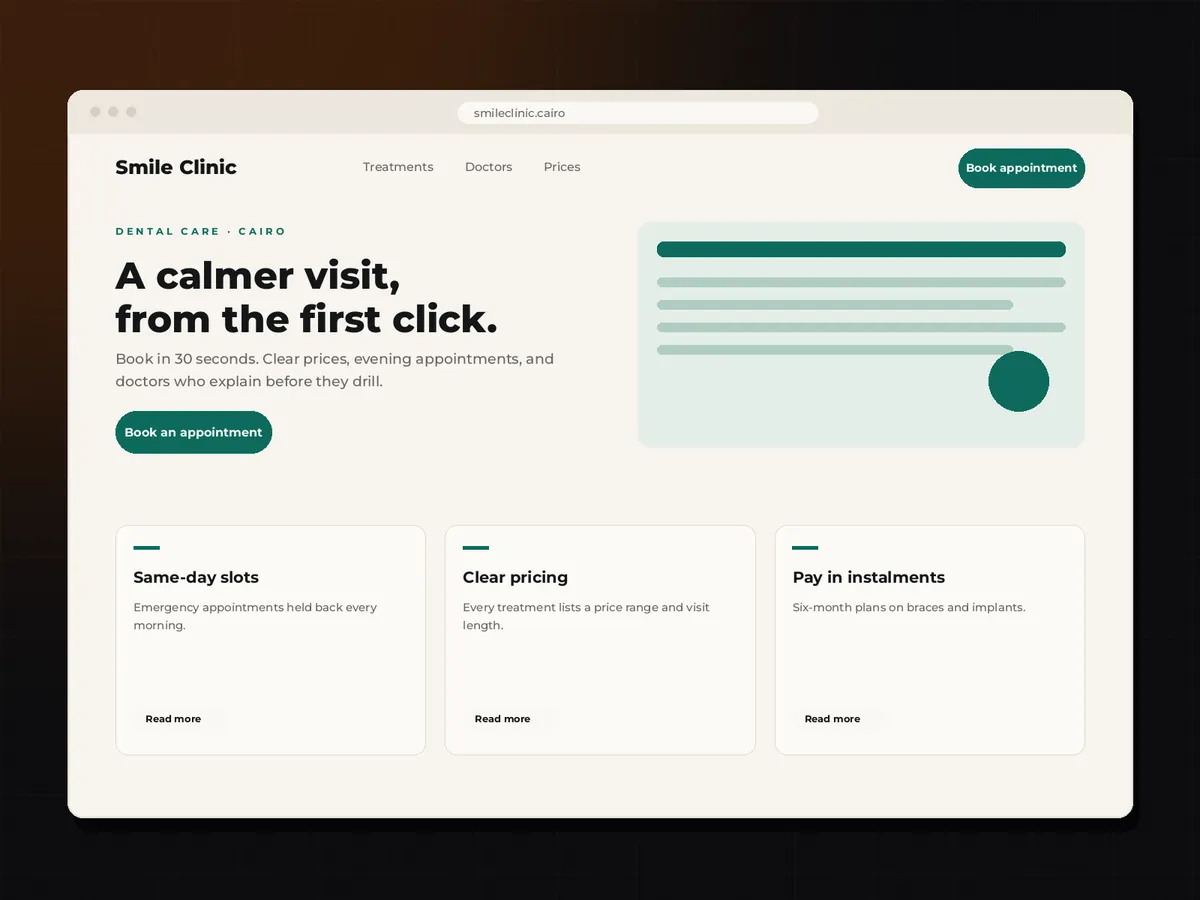 smileclinic.cairo
Smile Clinic
Treatments
Doctors
Prices
Book appointment
DENTAL CARE · CAIRO
A calmer visit,
from the first click.
Book in 30 seconds. Clear prices, evening appointments, and
doctors who explain before they drill.
Book an appointment
Same-day slots
Emergency appointments held back every
morning.
Read more
Clear pricing
Every treatment lists a price range and visit
length.
Read more
Pay in instalments
Six-month plans on braces and implants.
Read more